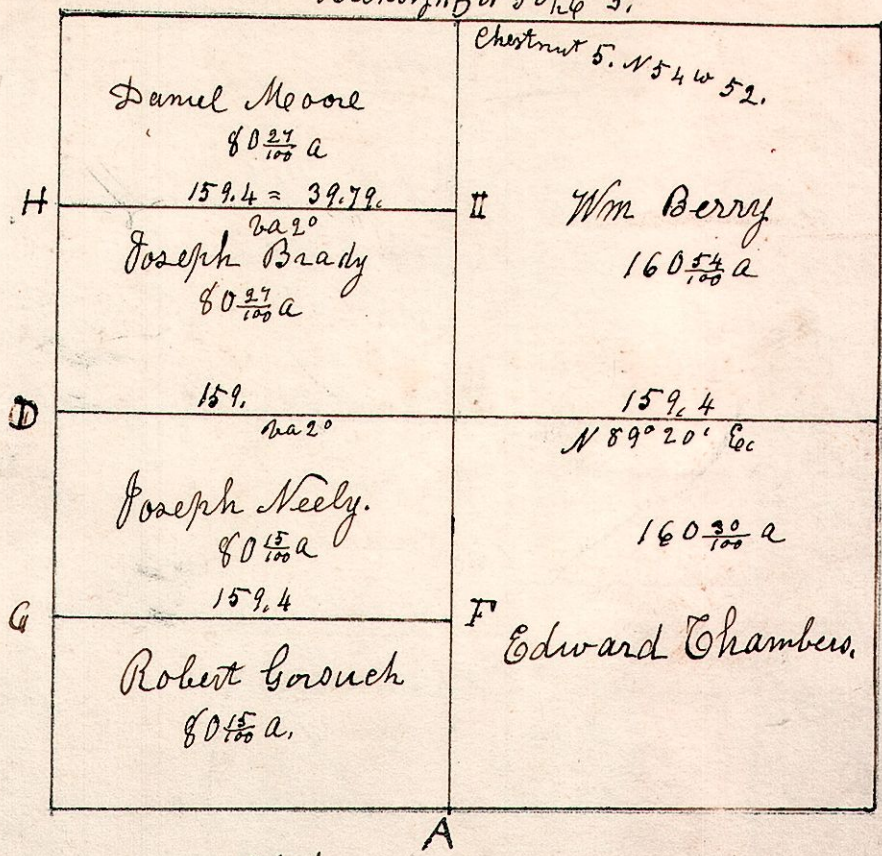 Chestnut 5. N 54 W 52.
Daniel Moore
80 27/100 a
159.4 = 39.79.
H
va 2°
Joseph Brady
80 27/100 a
159.
II
Wm Berry
160 54/100 a
159.4
D
va 2°
N 89° 20' E
Joseph Neely.
80 15/100 a
159.4
160 30/100 a
G
F
Edward Chambers.
Robert Gorsuch
80 15/100 a.
A